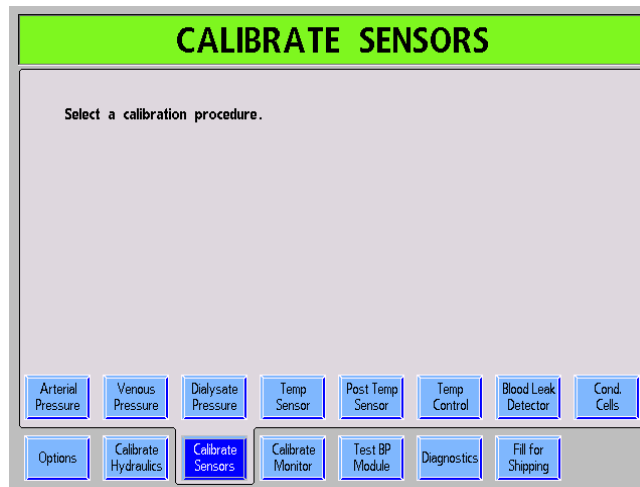 CALIBRATE SENSORS
Select a calibration procedure.
Arterial
Pressure
Venous
Pressure
Dialysate
Pressure
Temp
Sensor
Post Temp
Sensor
Temp
Control
Blood Leak
Detector
Cond.
Cells
Options
Calibrate
Hydraulics
Calibrate
Sensors
Calibrate
Monitor
Test BP
Module
Diagnostics
Fill for
Shipping